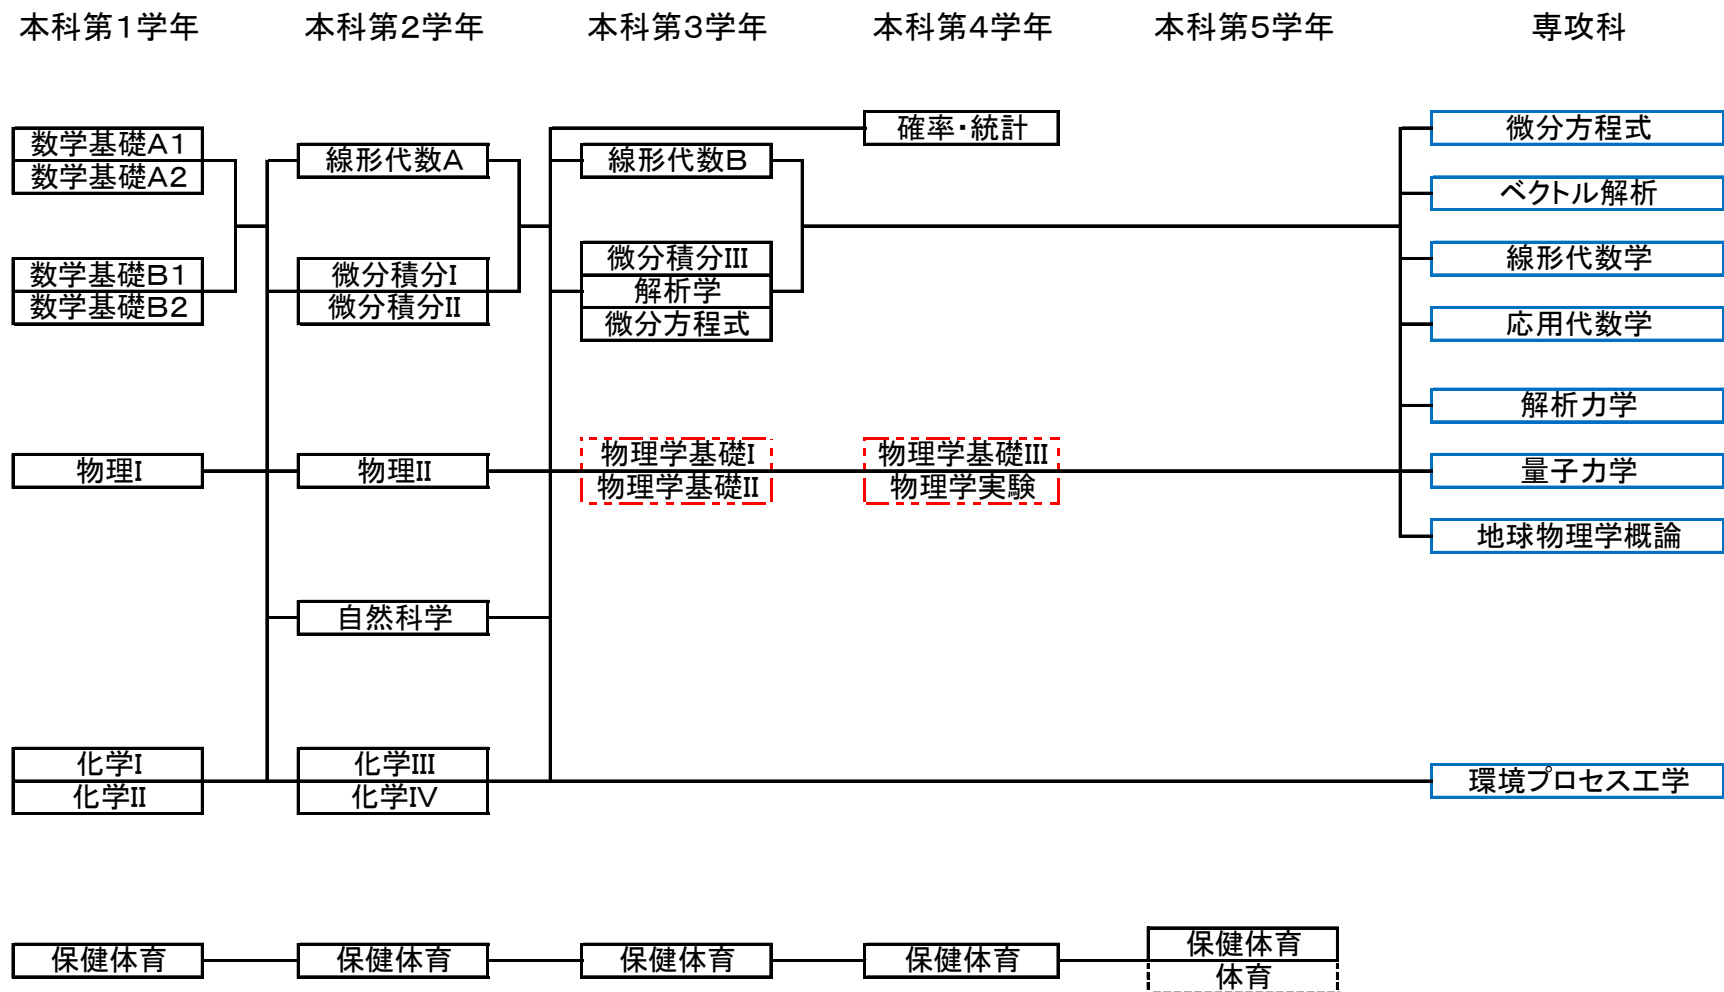 本科第1学年
本科第2学年
本科第3学年
本科第4学年
本科第5学年
専攻科
数学基礎A1
数学基礎A2
数学基礎B1
数学基礎B2
物理I
化学I
化学II
保健体育
線形代数A
微分積分I
微分積分II
物理II
自然科学
化学III
化学IV
保健体育
線形代数B
微分積分III
解析学
微分方程式
物理学基礎I
物理学基礎II
保健体育
確率・統計
物理学基礎III
物理学実験
保健体育
保健体育
体育
微分方程式
ベクトル解析
線形代数学
応用代数学
解析力学
量子力学
地球物理学概論
環境プロセス工学